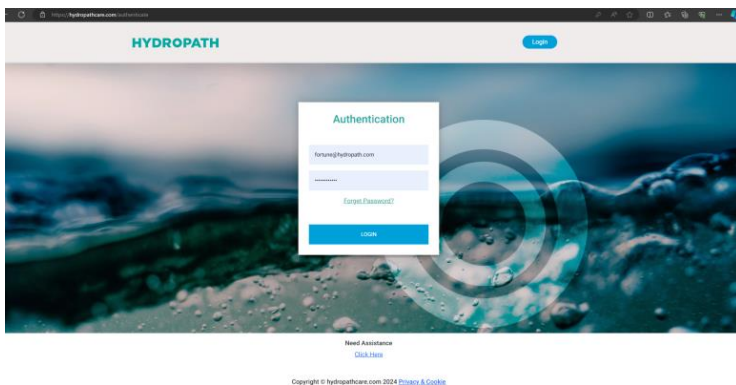 https://hydropathcare.com/authenticate
HYDROPATH
Login
Authentication
fortune@hydropath.com
Forget Password?
LOGIN
Need Assistance
Click Here
Copyright © hydropathcare.com 2024 Privacy & Cookie